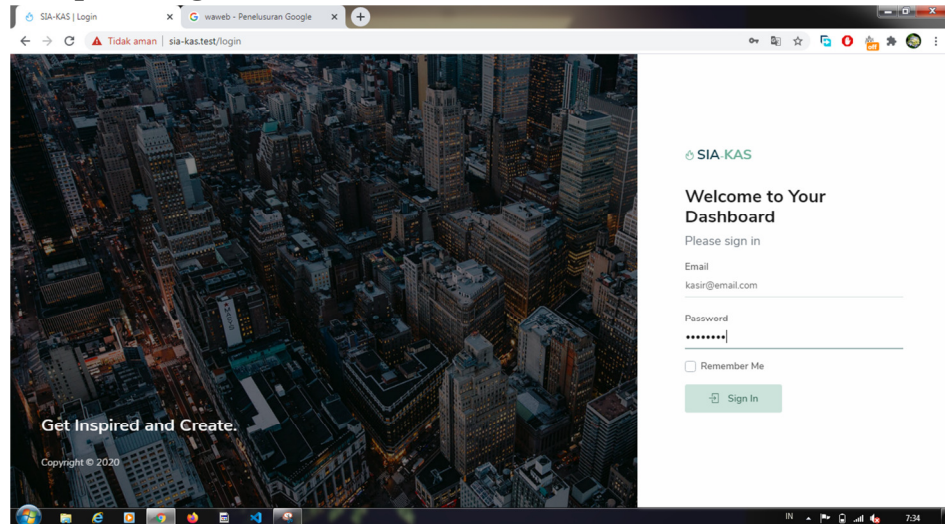 SIA-KAS | Login
waweb - Penelusuran Google
Tidak aman
sia-kas.test/login
off
SIA-KAS
Welcome to Your
Dashboard
Please sign in
Email
kasir@email.com
Password
Remember Me
Sign In
Get Inspired and Create.
Copyright © 2020
IN
7:34